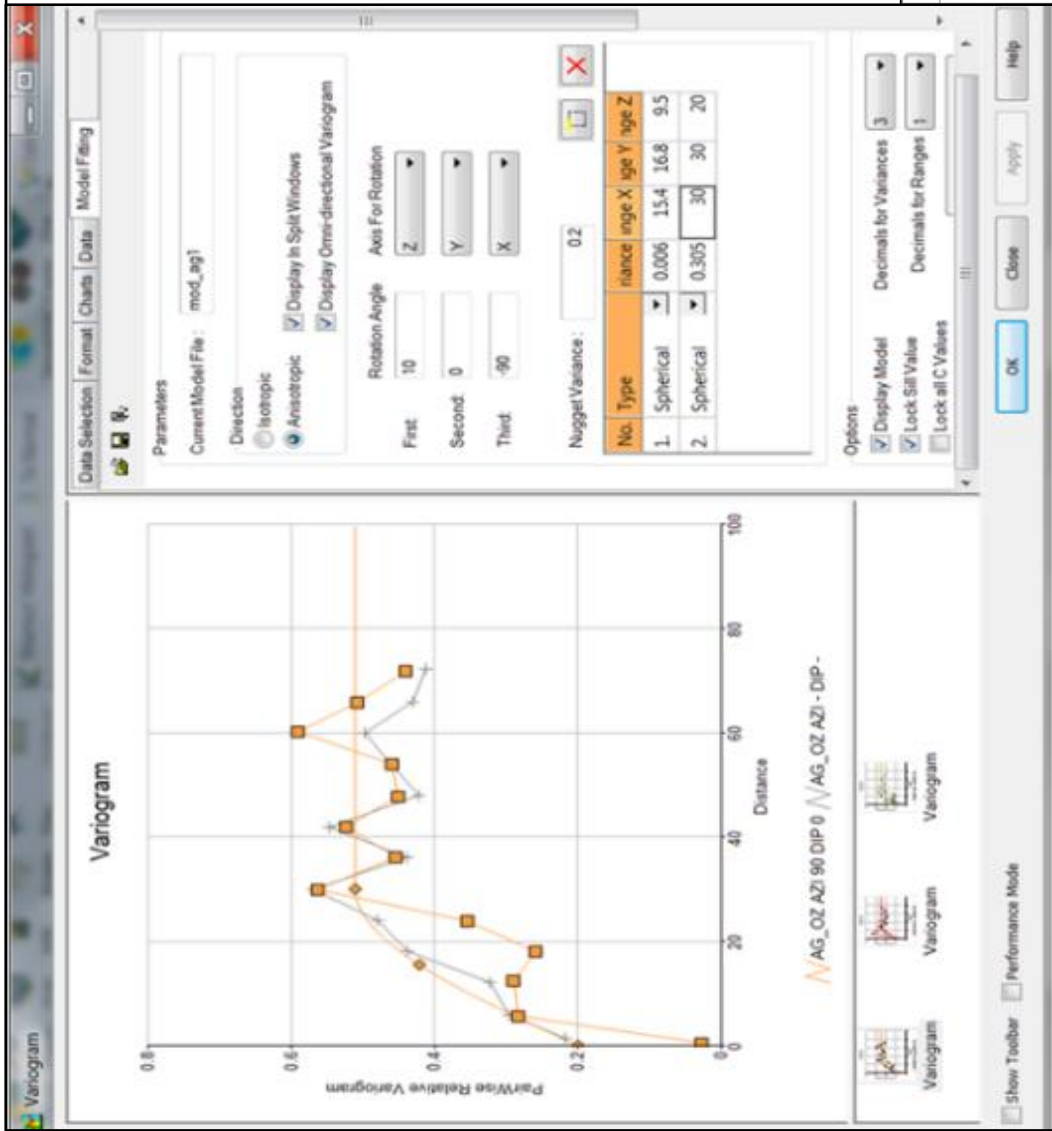 Variogram
Variogram
0.8
0.6
0.4
0.2
0
PairWise Relative Variogram
0
20
40
60
80
100
Distance
AG_OZ AZI 90 DIP 0 AG_OZ AZI - DIP -
Variogram
Variogram
Variogram
Data Selection Format Charts Data Model Fitting
Parameters
Current Model File : mod_ag1
Direction
Isotropic
Anisotropic
Display In Split Windows
Display Omni-directional Variogram
Rotation Angle Axis For Rotation
First: 10 Z
Second: 0 Y
Third: -90 X
Nugget Variance : 0.2
No. Type riance inge X ige Y nge Z
1. Spherical 0.006 15.4 16.8 9.5
2. Spherical 0.305 30 30 20
Options
Display Model Decimals for Variances 3
Lock Sill Value Decimals for Ranges 1
Lock all C Values
Show Toolbar Performance Mode OK Close Apply Help